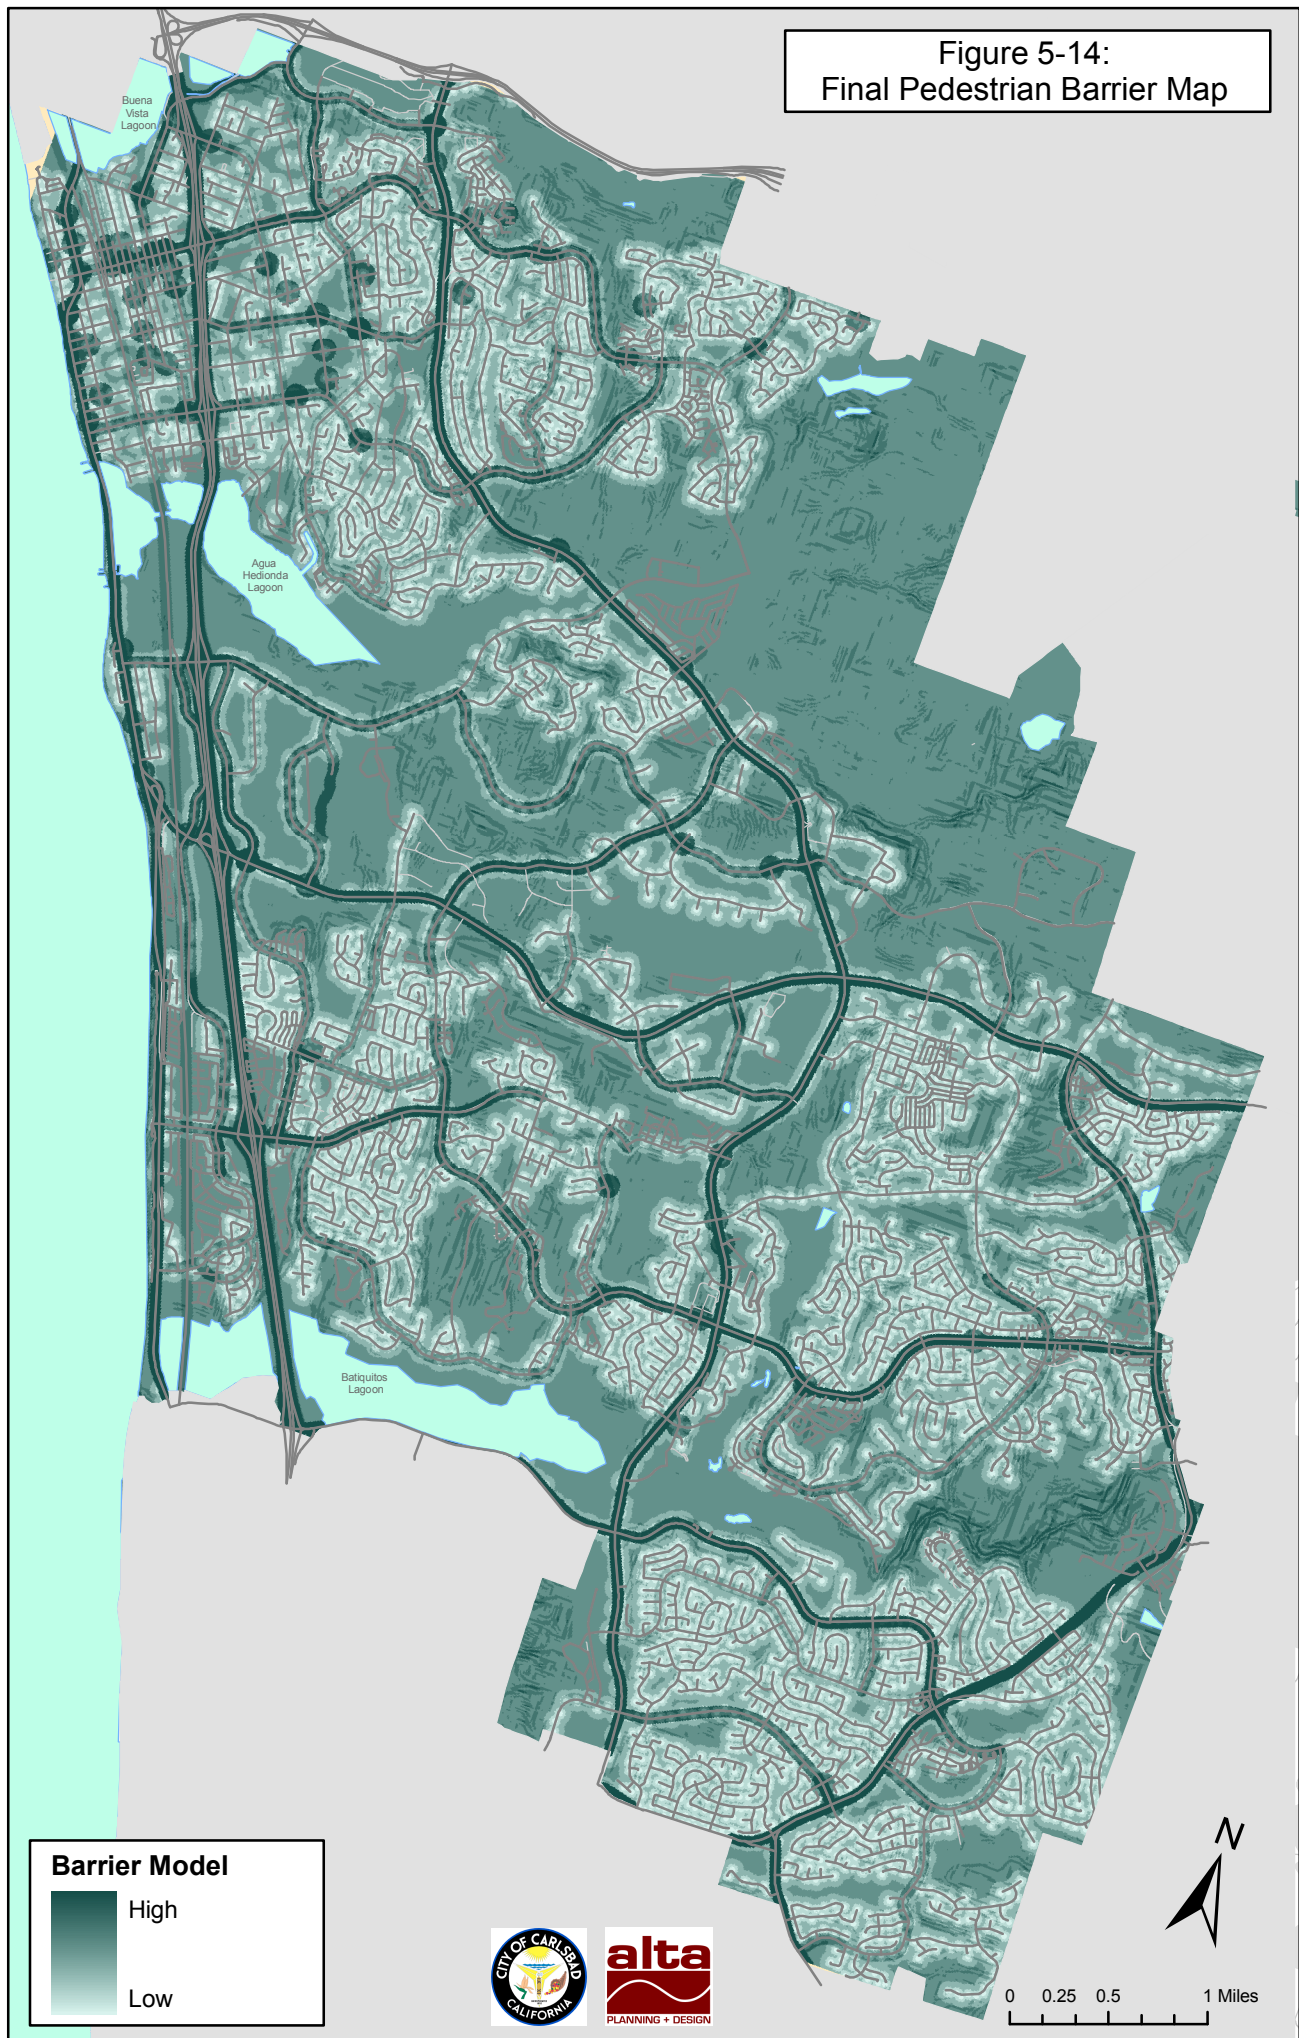 Figure 5-14:
Final Pedestrian Barrier Map
Buena
Vista
Lagoon
Agua
Hedionda
Lagoon
Batiquitos
Lagoon
Barrier Model
High
Low
CITY OF CARLSBAD
CALIFORNIA
alta
PLANNING + DESIGN
N
0 0.25 0.5 1 Miles